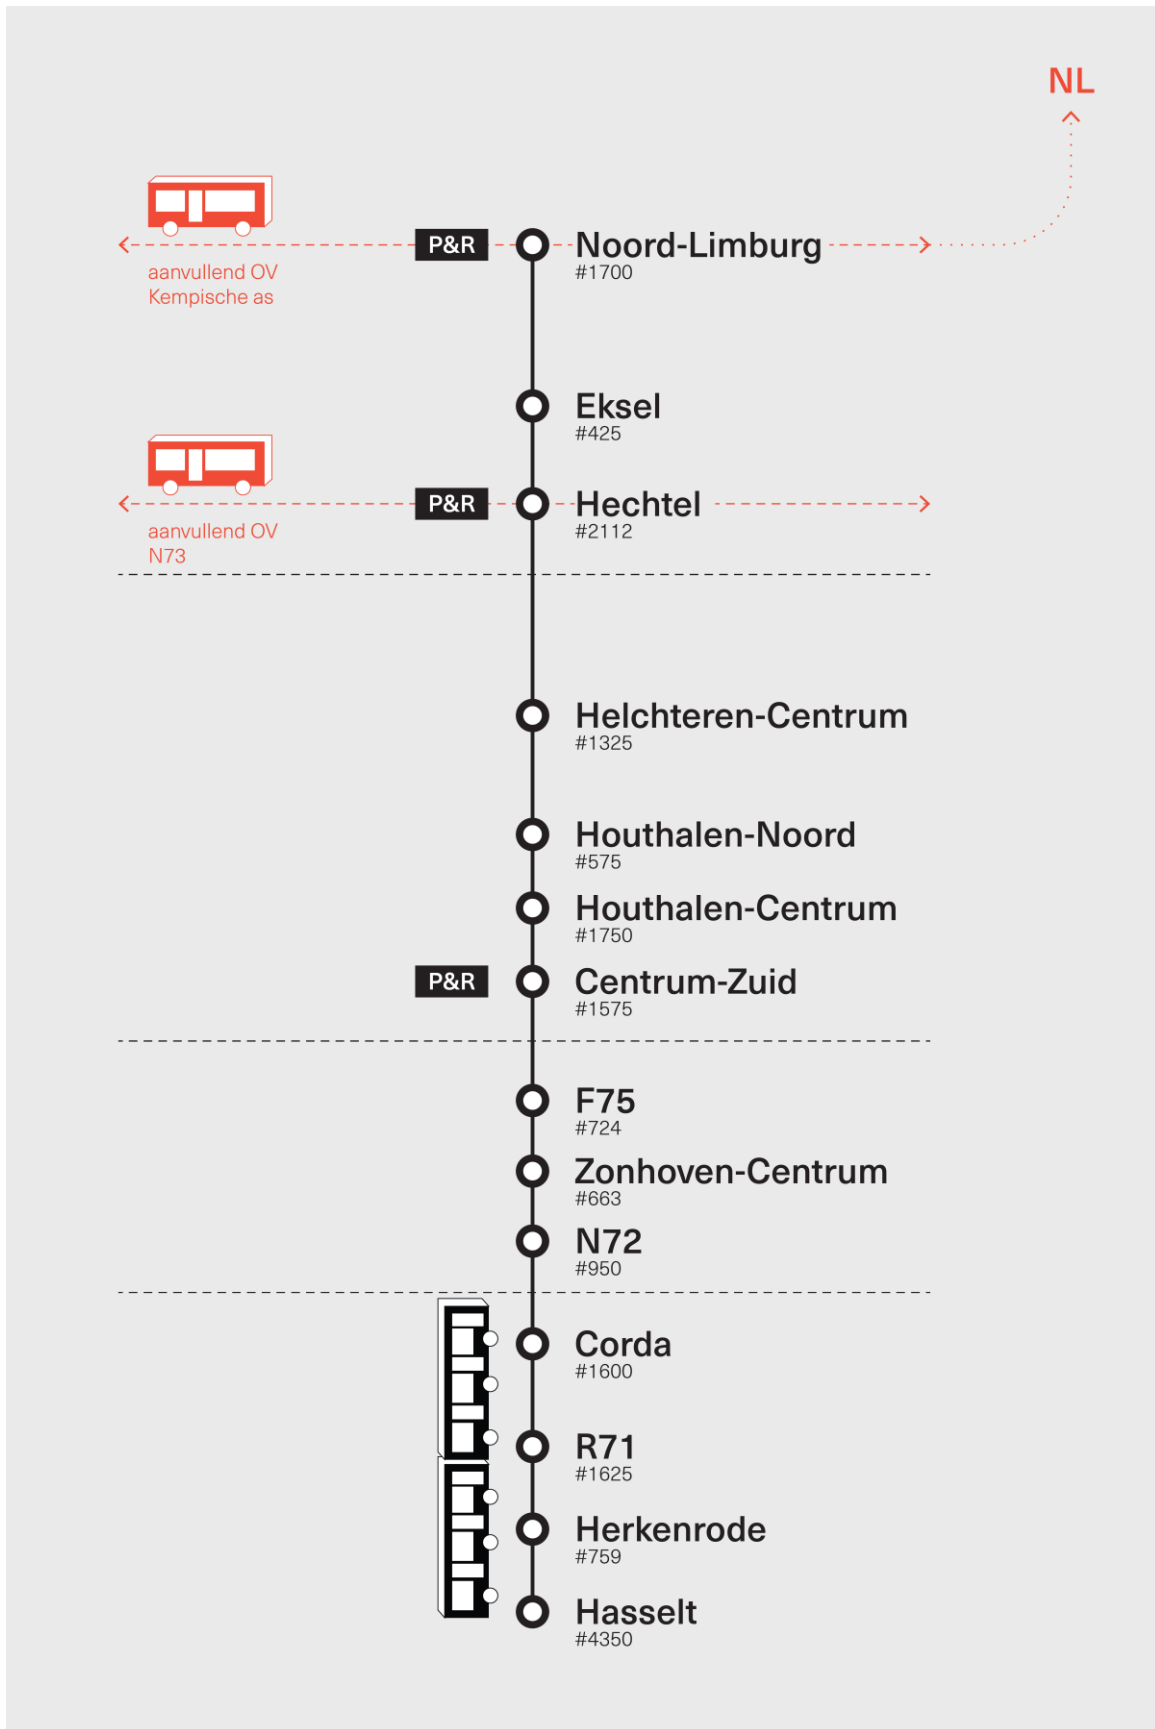 NL
P&R
Noord-Limburg
#1700
aanvullend OV
Kempische as
Eksel
#425
P&R
Hechtel
#2112
aanvullend OV
N73
Helchteren-Centrum
#1325
Houthalen-Noord
#575
Houthalen-Centrum
#1750
P&R
Centrum-Zuid
#1575
F75
#724
Zonhoven-Centrum
#663
N72
#950
Corda
#1600
R71
#1625
Herkenrode
#759
Hasselt
#4350